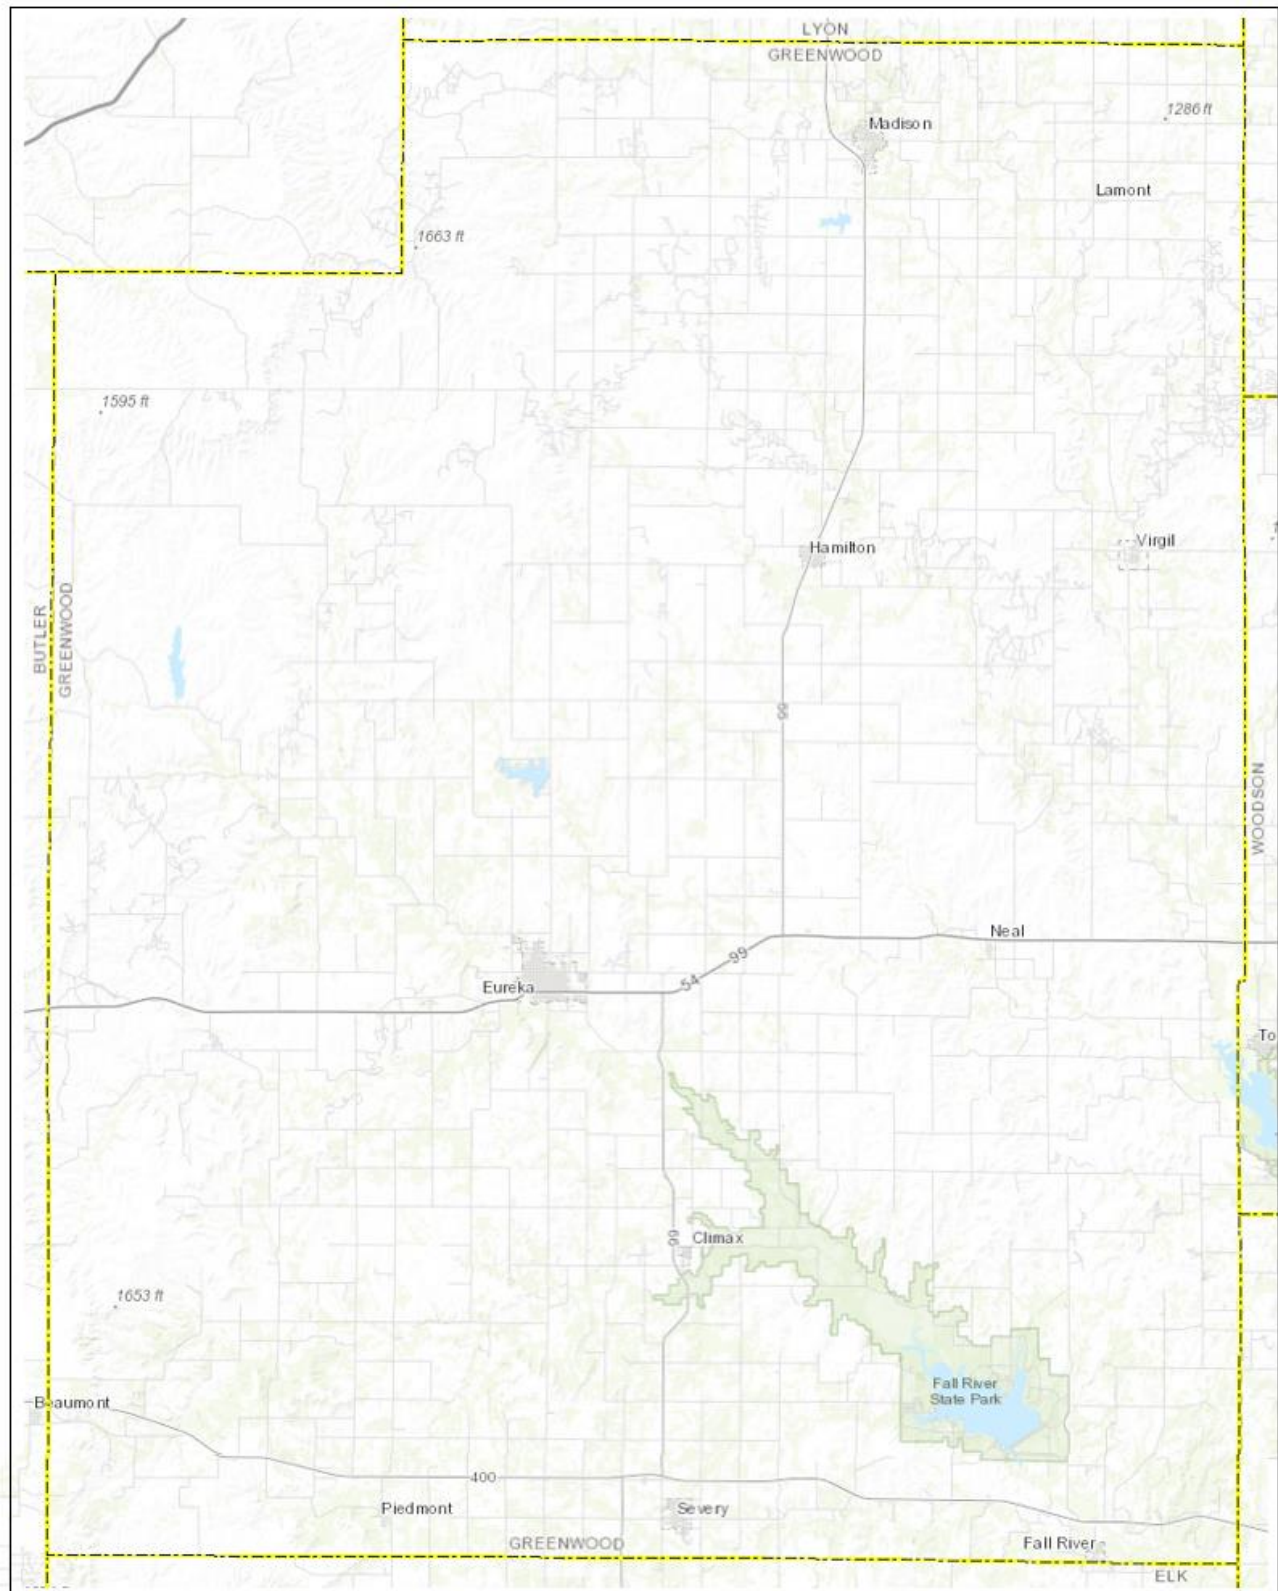 LYON
GREENWOOD
Madison
1286 ft
Lamont
1663 ft
1595 ft
Hamilton
Virgil
BUTLER
GREENWOOD
99
WOODSON
Neal
99
54
Eureka
To
99
Climax
1653 ft
Fall River
State Park
Beaumont
400
Piedmont
Severy
GREENWOOD
Fall River
ELK